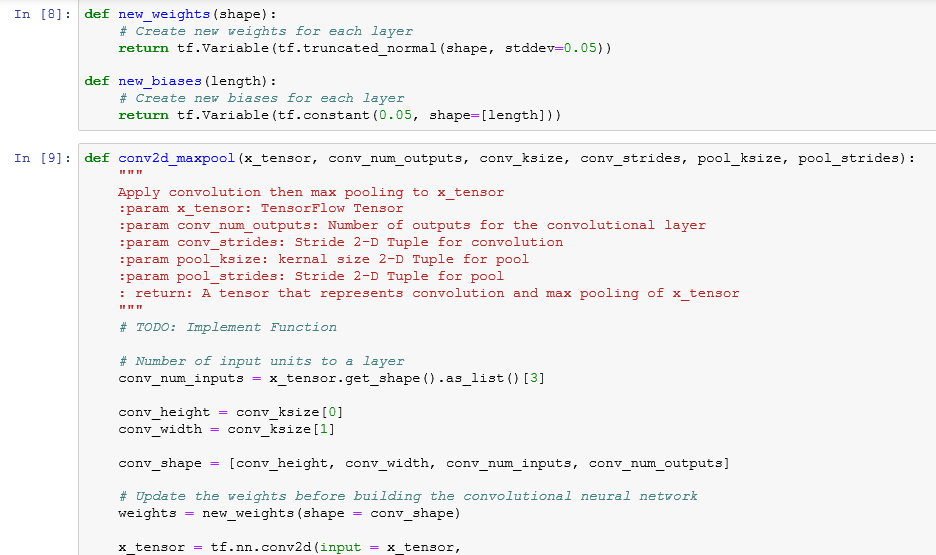 In [8]: def new_weights(shape):
# Create new weights for each layer
return tf.Variable(tf.truncated_normal(shape, stddev=0.05))
def new_biases(length):
# Create new biases for each layer
return tf.Variable(tf.constant(0.05, shape=[length]))
In [9]: def conv2d_maxpool(x_tensor, conv_num_outputs, conv_ksize, conv_strides, pool_ksize, pool_strides):
"""
Apply convolution then max pooling to x_tensor
:param x_tensor: TensorFlow Tensor
:param conv_num_outputs: Number of outputs for the convolutional layer
:param conv_strides: Stride 2-D Tuple for convolution
:param pool_ksize: kernal size 2-D Tuple for pool
:param pool_strides: Stride 2-D Tuple for pool
: return: A tensor that represents convolution and max pooling of x_tensor
"""
# TODO: Implement Function
# Number of input units to a layer
conv_num_inputs = x_tensor.get_shape().as_list()[3]
conv_height = conv_ksize[0]
conv_width = conv_ksize[1]
conv_shape = [conv_height, conv_width, conv_num_inputs, conv_num_outputs]
# Update the weights before building the convolutional neural network
weights = new_weights(shape = conv_shape)
x_tensor = tf.nn.conv2d(input = x_tensor,